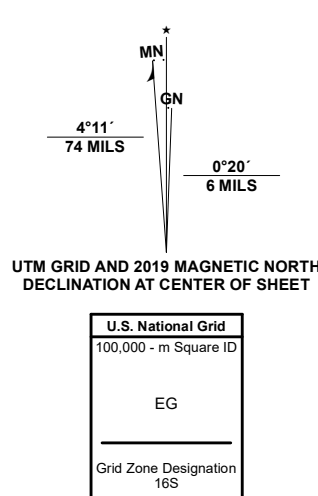 ★
MN
GN
4°11´
74 MILS
0°20´
6 MILS
UTM GRID AND 2019 MAGNETIC NORTH
DECLINATION AT CENTER OF SHEET
U.S. National Grid
100,000 - m Square ID
EG
Grid Zone Designation
16S